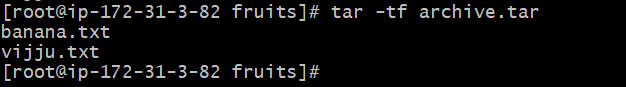 [root@ip-172-31-3-82 fruits]# tar -tf archive.tar
banana.txt
vijju.txt
[root@ip-172-31-3-82 fruits]#